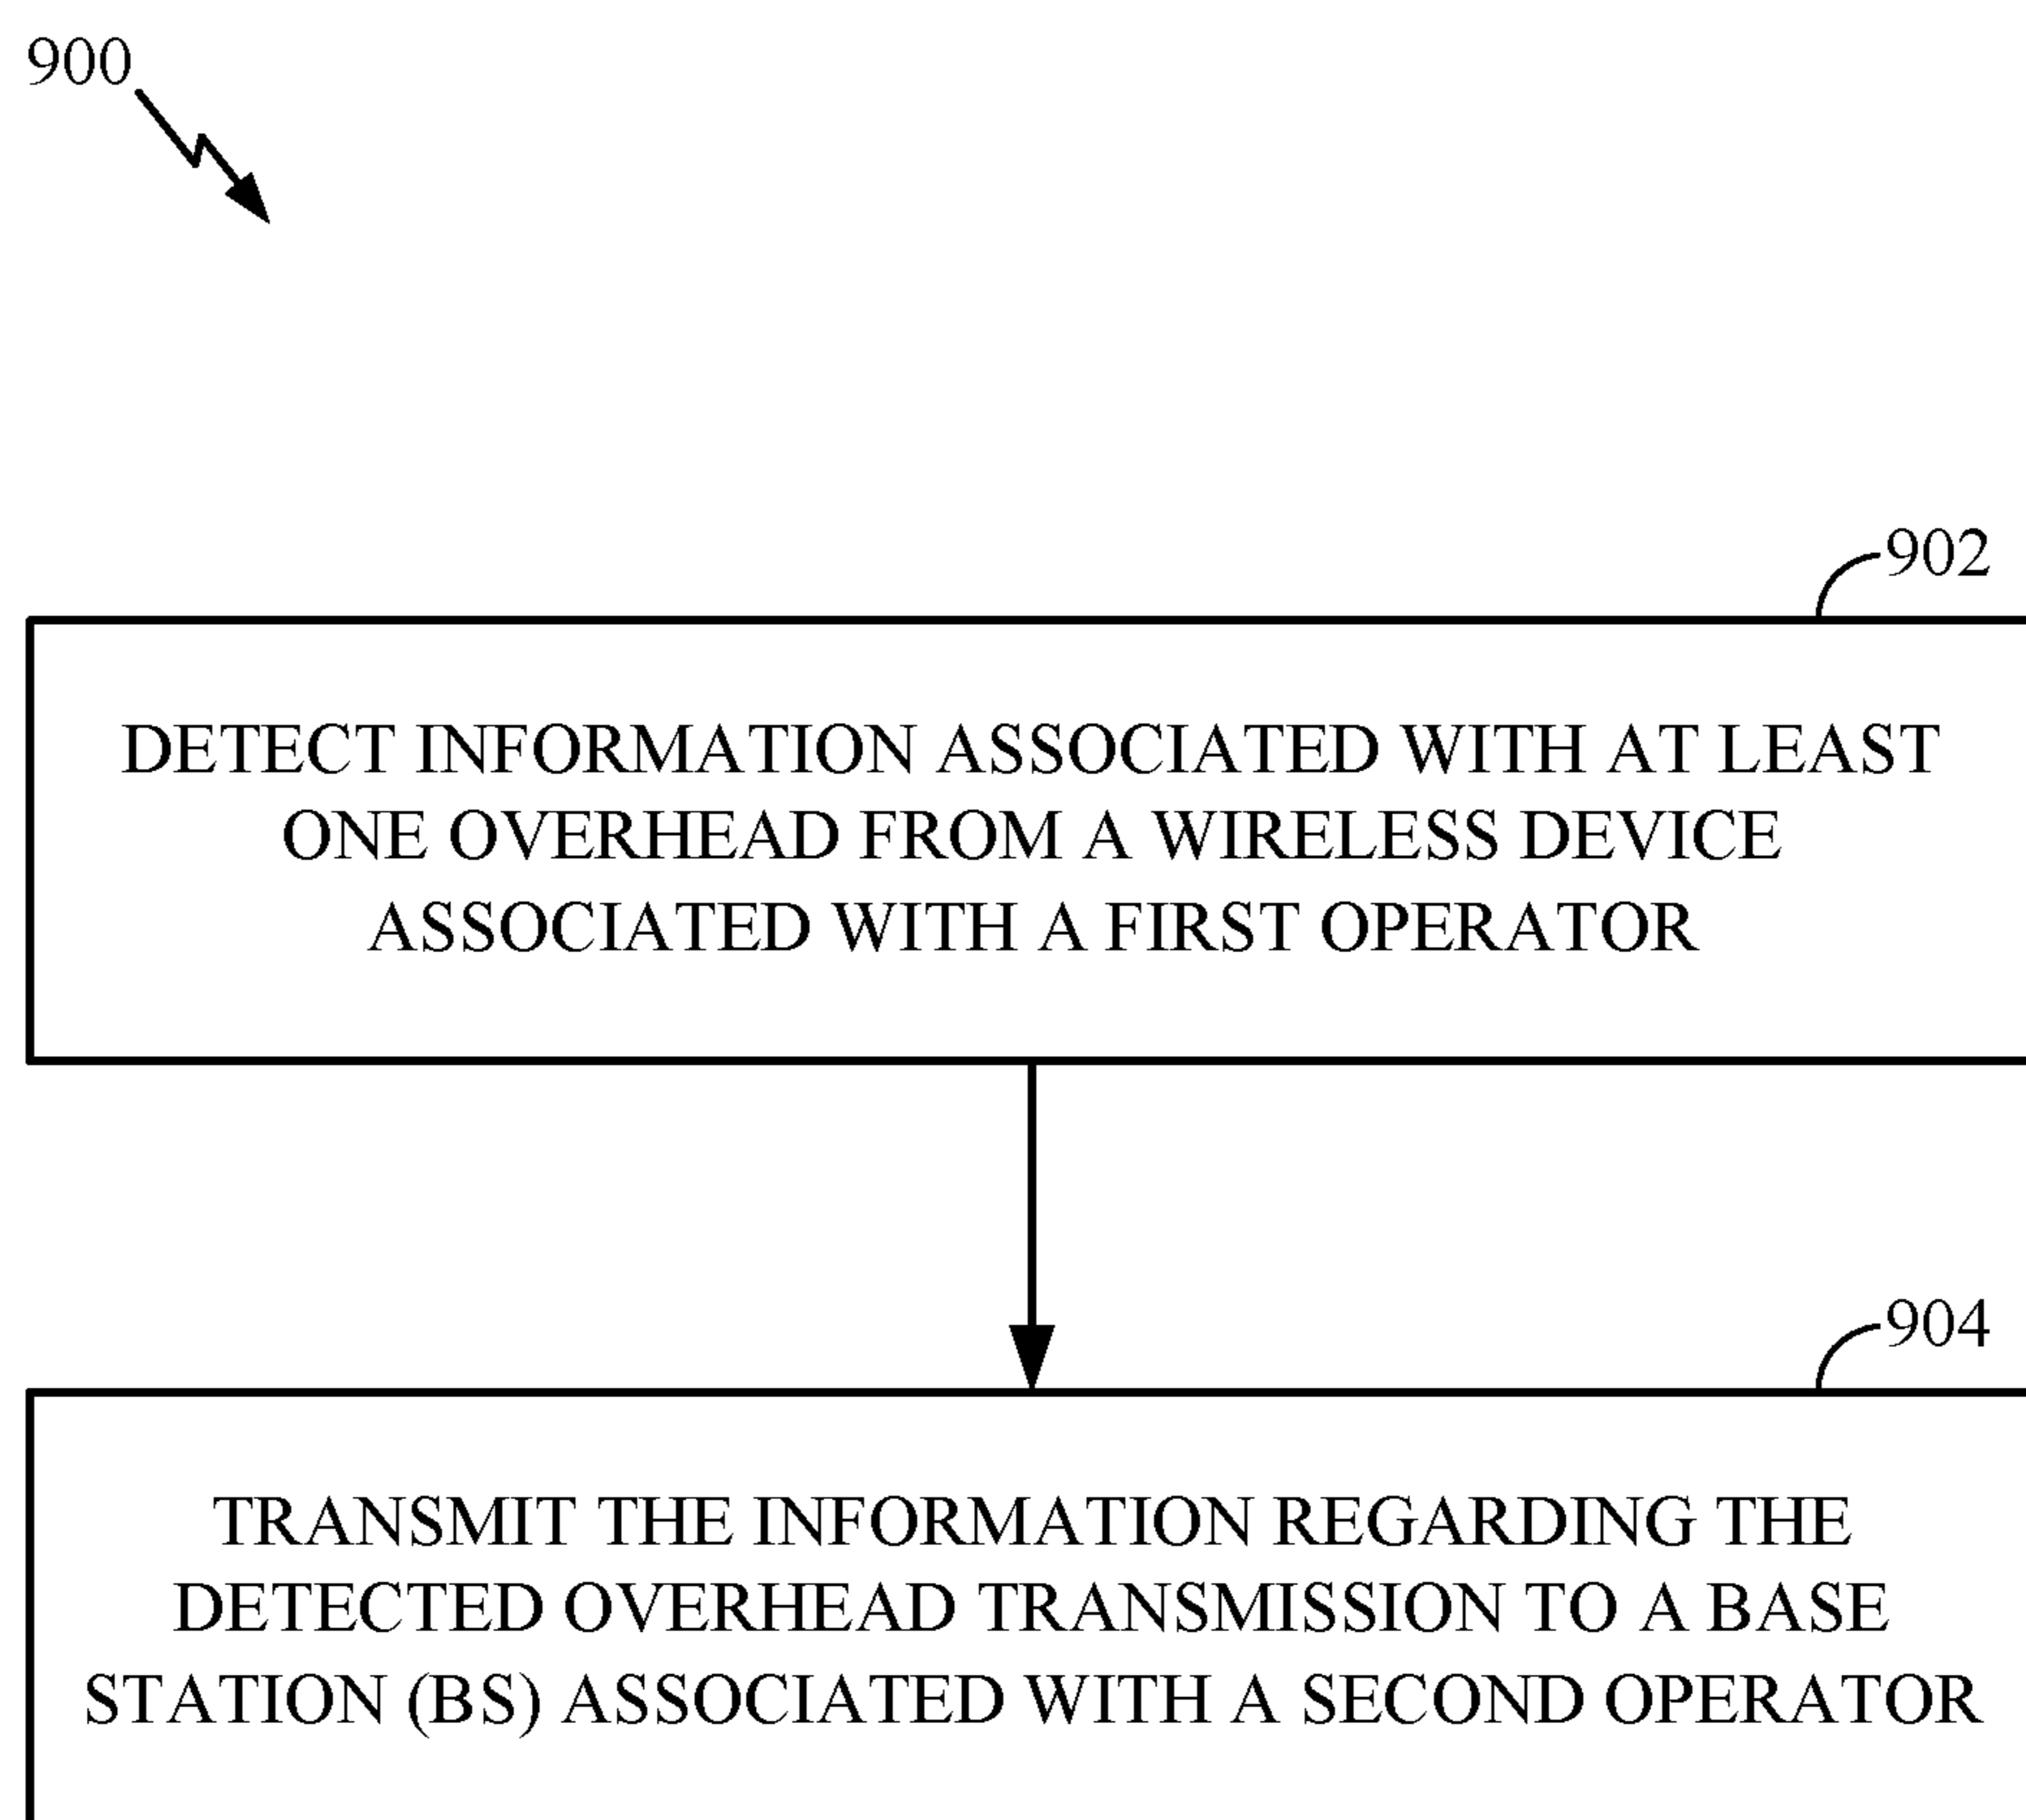 900
902
DETECT INFORMATION ASSOCIATED WITH AT LEAST
ONE OVERHEAD FROM A WIRELESS DEVICE
ASSOCIATED WITH A FIRST OPERATOR
904
TRANSMIT THE INFORMATION REGARDING THE
DETECTED OVERHEAD TRANSMISSION TO A BASE
STATION (BS) ASSOCIATED WITH A SECOND OPERATOR